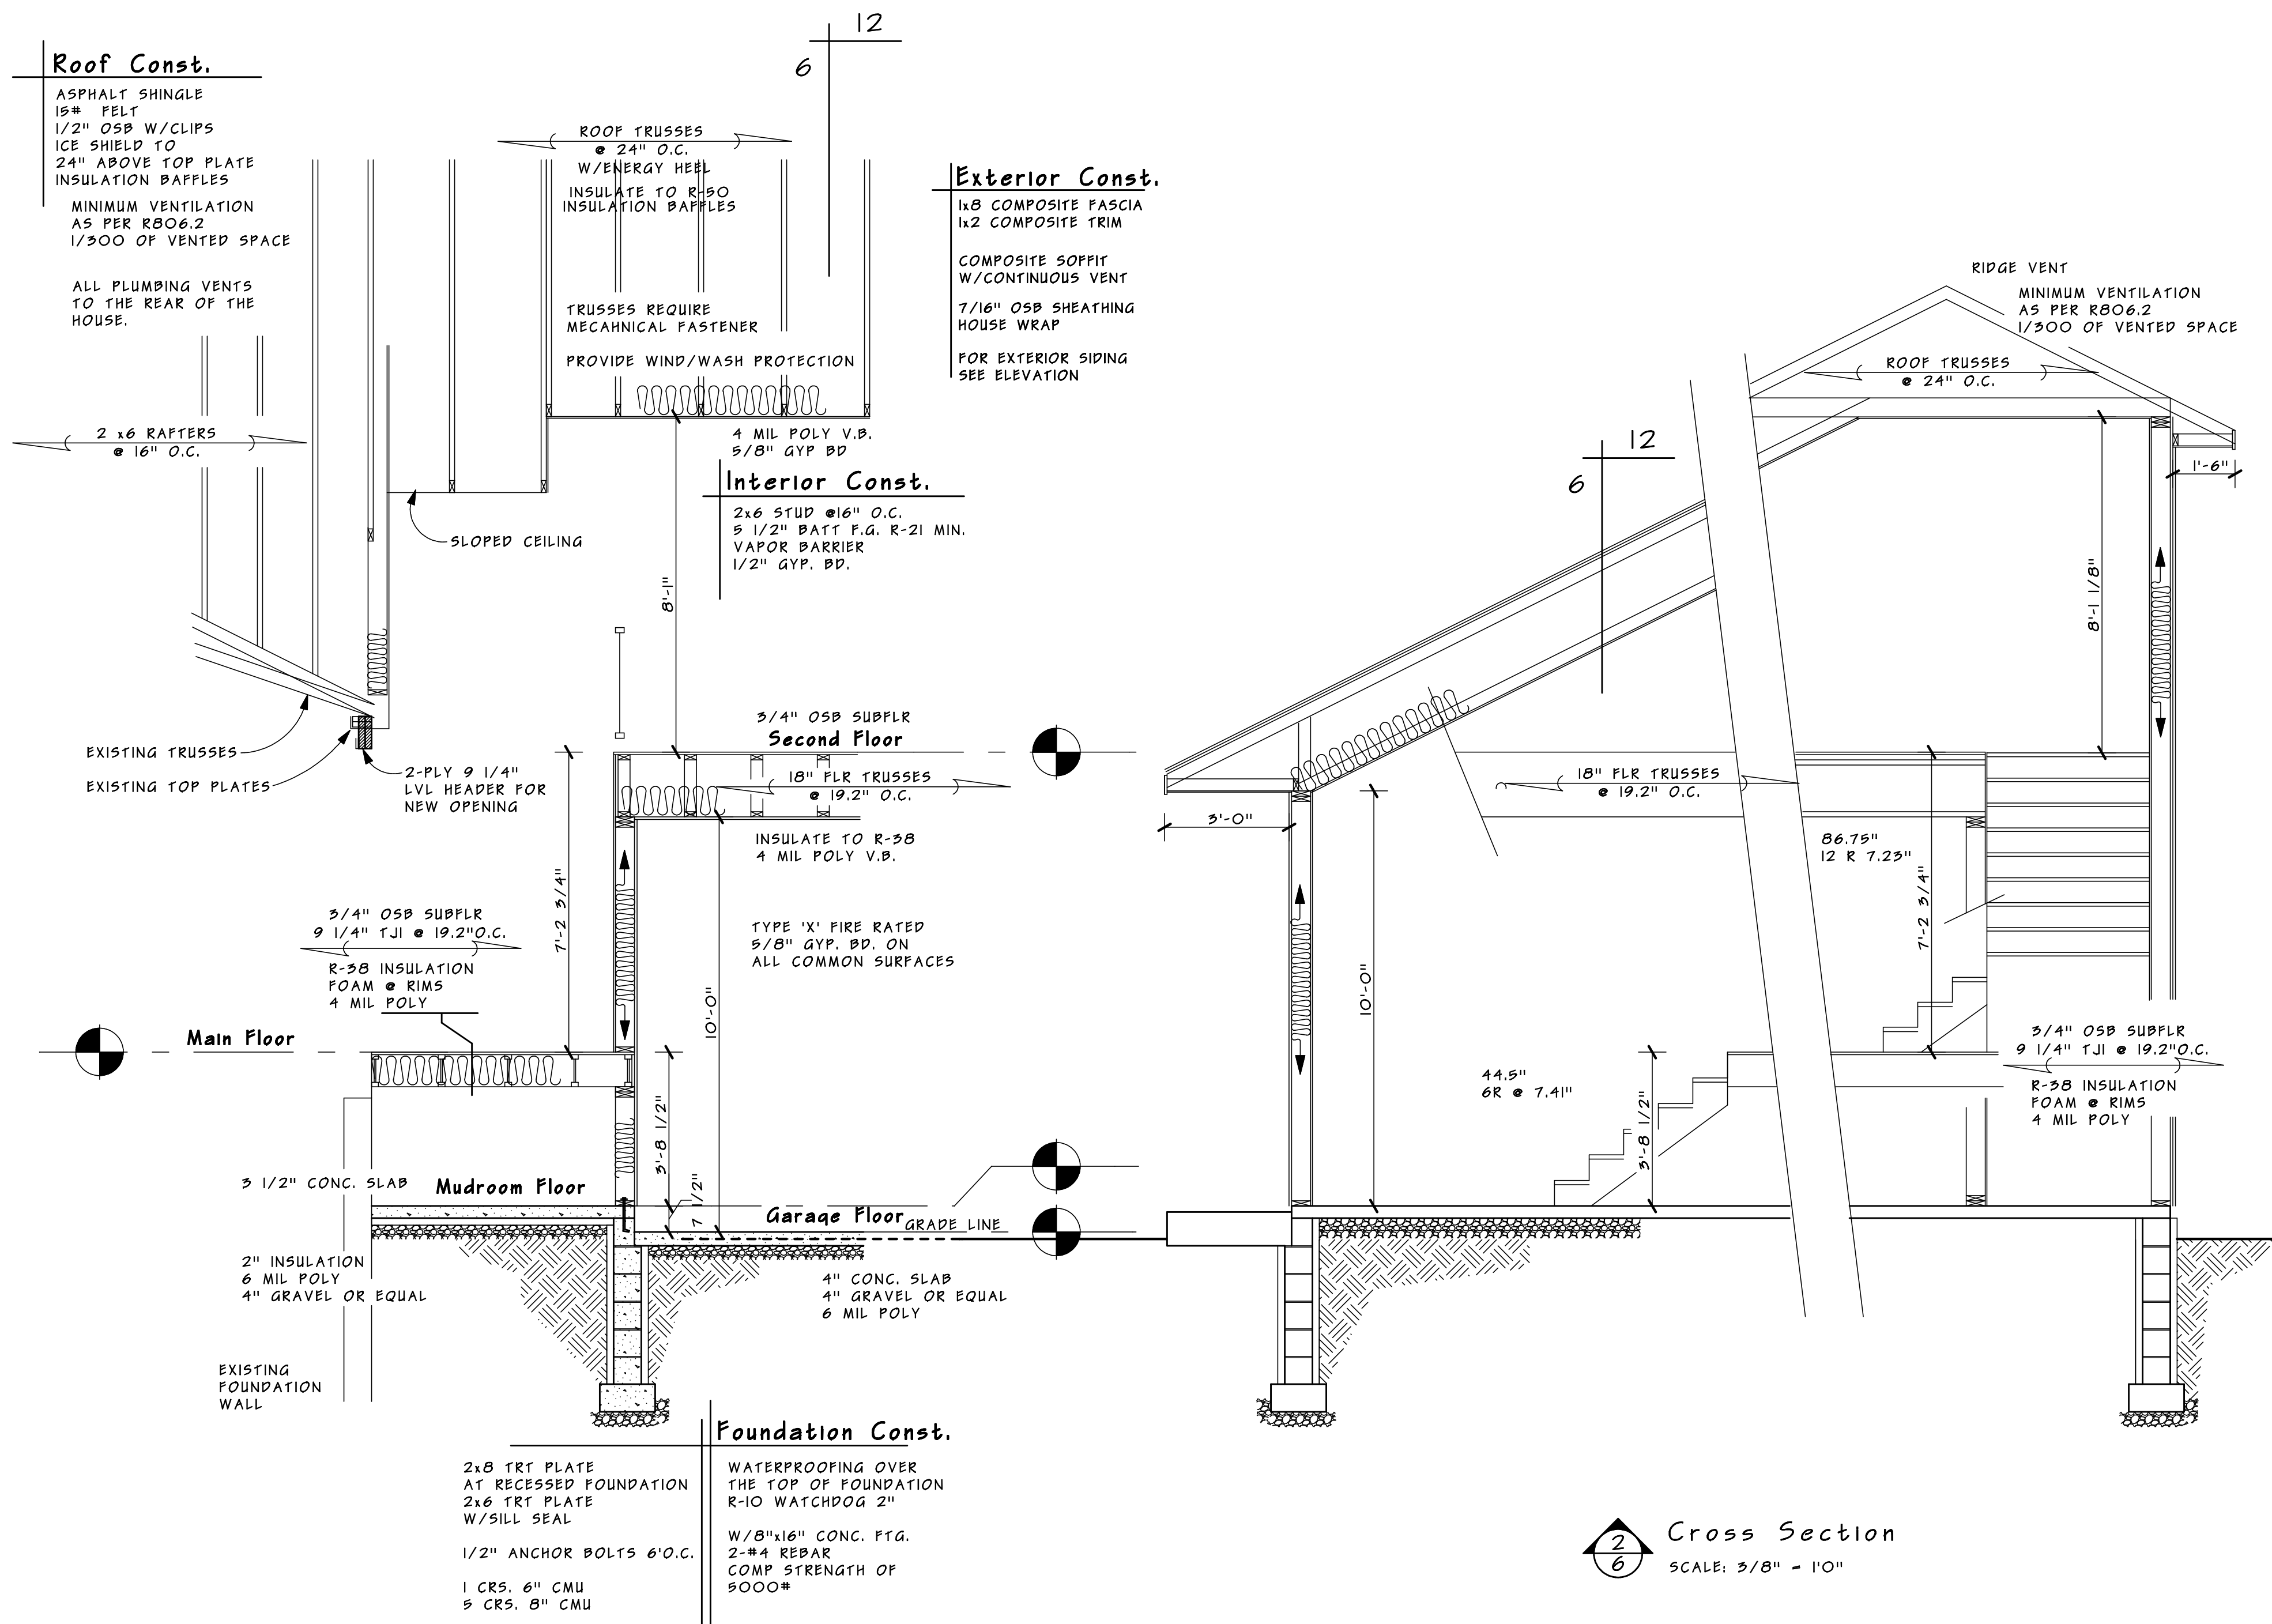 12
6
Roof Const.
ASPHALT SHINGLE
15# FELT
1/2" OSB W/CLIPS
ICE SHIELD TO
24" ABOVE TOP PLATE
INSULATION BAFFLES
MINIMUM VENTILATION
AS PER R806.2
1/300 OF VENTED SPACE
ALL PLUMBING VENTS
TO THE REAR OF THE
HOUSE.
ROOF TRUSSES
@ 24" O.C.
W/ENERGY HEEL
INSULATE TO R-50
INSULATION BAFFLES
TRUSSES REQUIRE
MECAHNICAL FASTENER
PROVIDE WIND/WASH PROTECTION
Exterior Const.
1x8 COMPOSITE FASCIA
1x2 COMPOSITE TRIM
COMPOSITE SOFFIT
W/CONTINUOUS VENT
7/16" OSB SHEATHING
HOUSE WRAP
FOR EXTERIOR SIDING
SEE ELEVATION
RIDGE VENT
MINIMUM VENTILATION
AS PER R806.2
1/300 OF VENTED SPACE
ROOF TRUSSES
@ 24" O.C.
2 x6 RAFTERS
@ 16" O.C.
4 MIL POLY V.B.
5/8" GYP BD
Interior Const.
2x6 STUD @16" O.C.
5 1/2" BATT F.G. R-21 MIN.
VAPOR BARRIER
1/2" GYP. BD.
SLOPED CEILING
8'-1"
12
6
1'-6"
8'-1 1/8"
EXISTING TRUSSES
EXISTING TOP PLATES
2-PLY 9 1/4"
LVL HEADER FOR
NEW OPENING
3/4" OSB SUBFLR
Second Floor
18" FLR TRUSSES
@ 19.2" O.C.
INSULATE TO R-38
4 MIL POLY V.B.
7'-2 3/4"
TYPE 'X' FIRE RATED
5/8" GYP. BD. ON
ALL COMMON SURFACES
10'-0"
3/4" OSB SUBFLR
9 1/4" TJI @ 19.2"O.C.
R-38 INSULATION
FOAM @ RIMS
4 MIL POLY
Main Floor
3'-0"
18" FLR TRUSSES
@ 19.2" O.C.
86.75"
12 R 7.23"
7'-2 3/4"
10'-0"
44.5"
6R @ 7.41"
3'-8 1/2"
3/4" OSB SUBFLR
9 1/4" TJI @ 19.2"O.C.
R-38 INSULATION
FOAM @ RIMS
4 MIL POLY
3'-8 1/2"
7 1/2"
3 1/2" CONC. SLAB
Mudroom Floor
Garage Floor
GRADE LINE
2" INSULATION
6 MIL POLY
4" GRAVEL OR EQUAL
4" CONC. SLAB
4" GRAVEL OR EQUAL
6 MIL POLY
EXISTING
FOUNDATION
WALL
Foundation Const.
2x8 TRT PLATE
AT RECESSED FOUNDATION
2x6 TRT PLATE
W/SILL SEAL
1/2" ANCHOR BOLTS 6'O.C.
1 CRS. 6" CMU
5 CRS. 8" CMU
WATERPROOFING OVER
THE TOP OF FOUNDATION
R-10 WATCHDOG 2"
W/8"x16" CONC. FTG.
2-#4 REBAR
COMP STRENGTH OF
5000#
2
6
Cross Section
SCALE: 3/8" = 1'0"